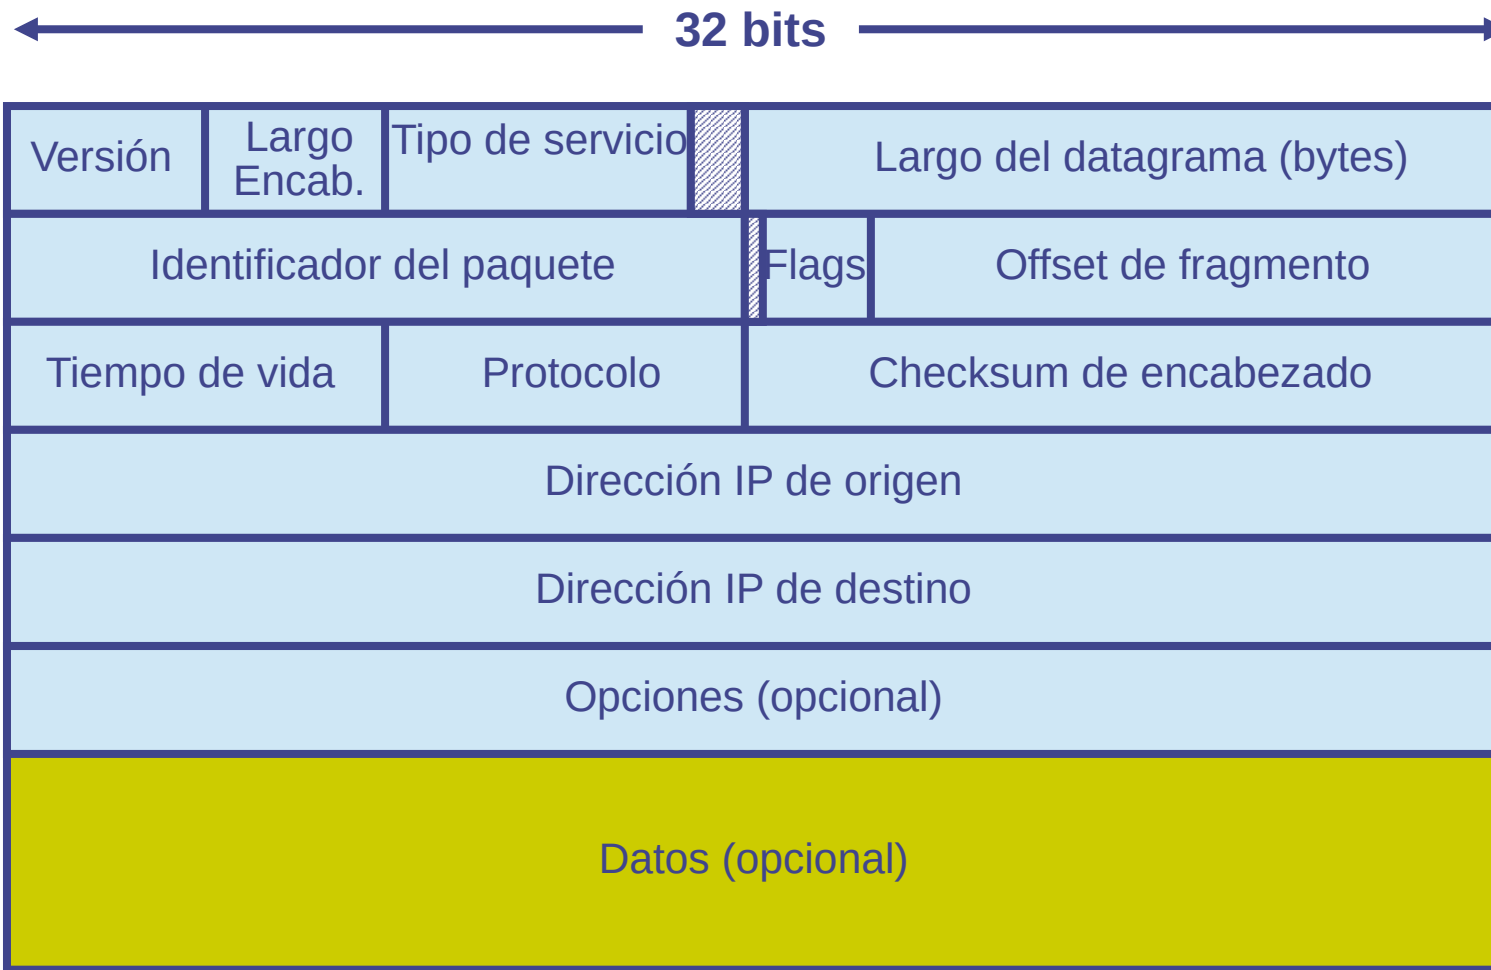 32 bits
Versión
Largo
Encab.
Tipo de servicio
Largo del datagrama (bytes)
Identificador del paquete
Flags
Offset de fragmento
Tiempo de vida
Protocolo
Checksum de encabezado
Dirección IP de origen
Dirección IP de destino
Opciones (opcional)
Datos (opcional)